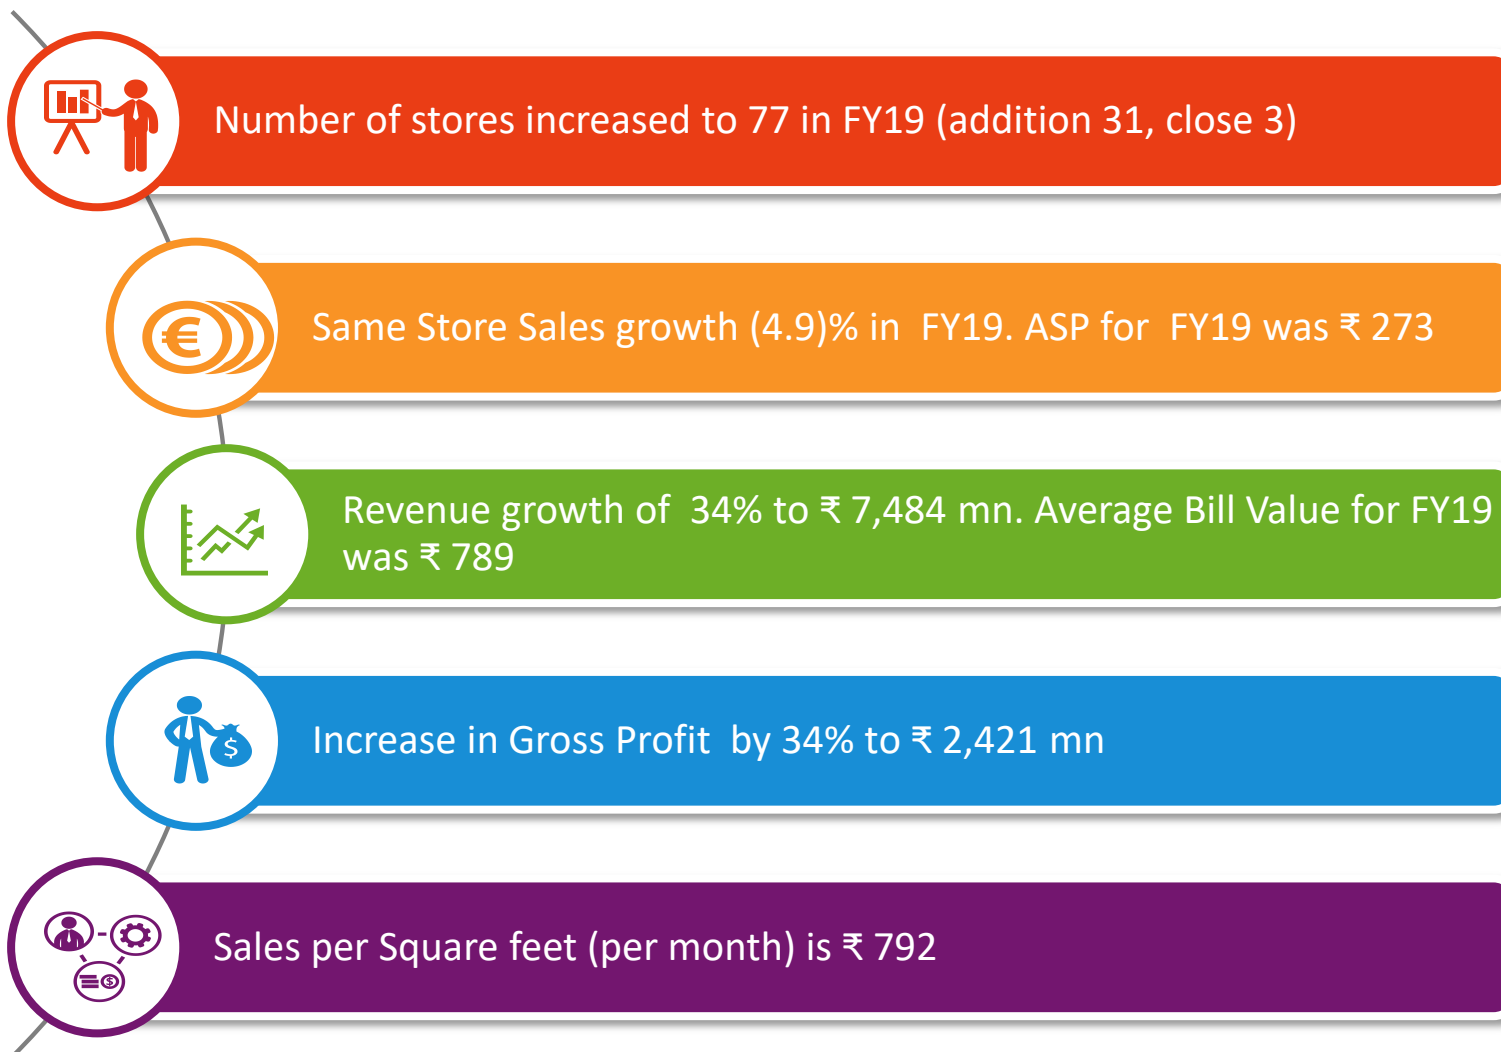 Number of stores increased to 77 in FY19 (addition 31, close 3)
€
Same Store Sales growth (4.9)% in FY19. ASP for FY19 was ₹ 273
Revenue growth of 34% to ₹ 7,484 mn. Average Bill Value for FY19
was ₹ 789
$
Increase in Gross Profit by 34% to ₹ 2,421 mn
$
Sales per Square feet (per month) is ₹ 792